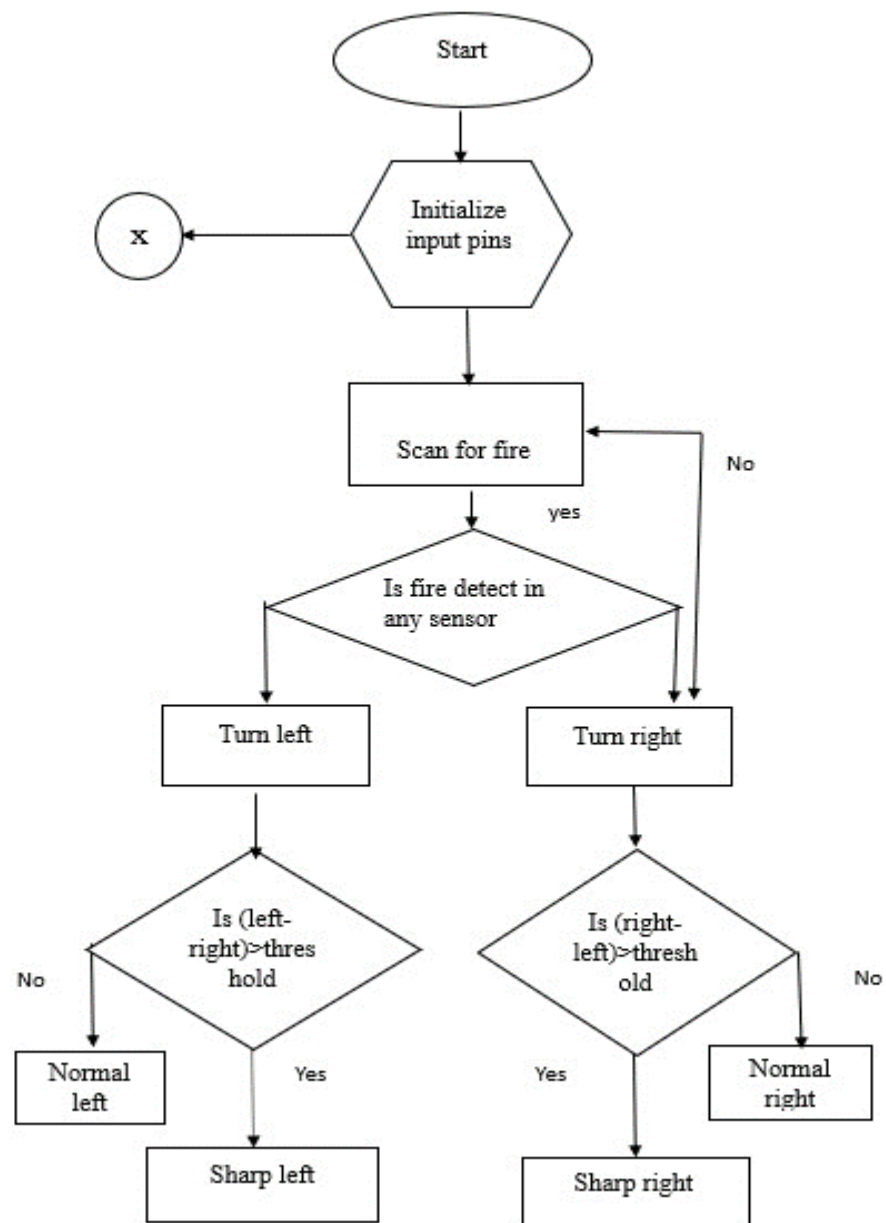 Start
Initialize
input pins
x
Scan for fire
No
yes
Is fire detect in
any sensor
Turn left
Turn right
Is (left-
right)>thres
hold
Is (right-
left)>thresh
old
No
No
Normal
left
Yes
Yes
Normal
right
Sharp left
Sharp right